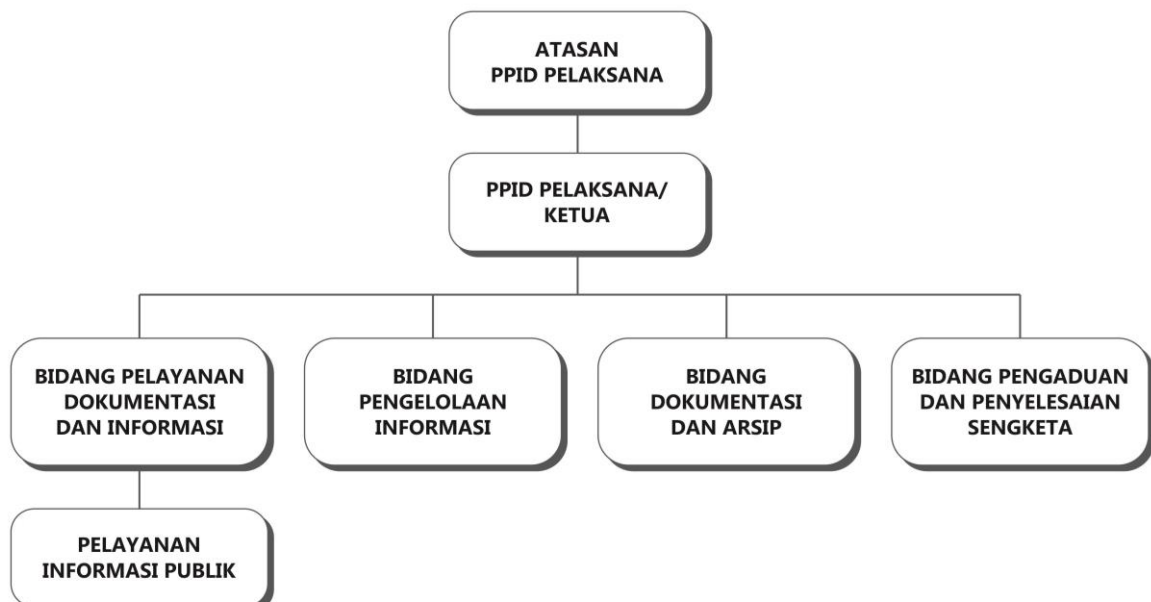 ATASAN
PPID PELAKSANA
PPID PELAKSANA/
KETUA
BIDANG PELAYANAN
DOKUMENTASI
DAN INFORMASI
BIDANG
PENGELOLAAN
INFORMASI
BIDANG
DOKUMENTASI
DAN ARSIP
BIDANG PENGADUAN
DAN PENYELESAIAN
SENGKETA
PELAYANAN
INFORMASI PUBLIK